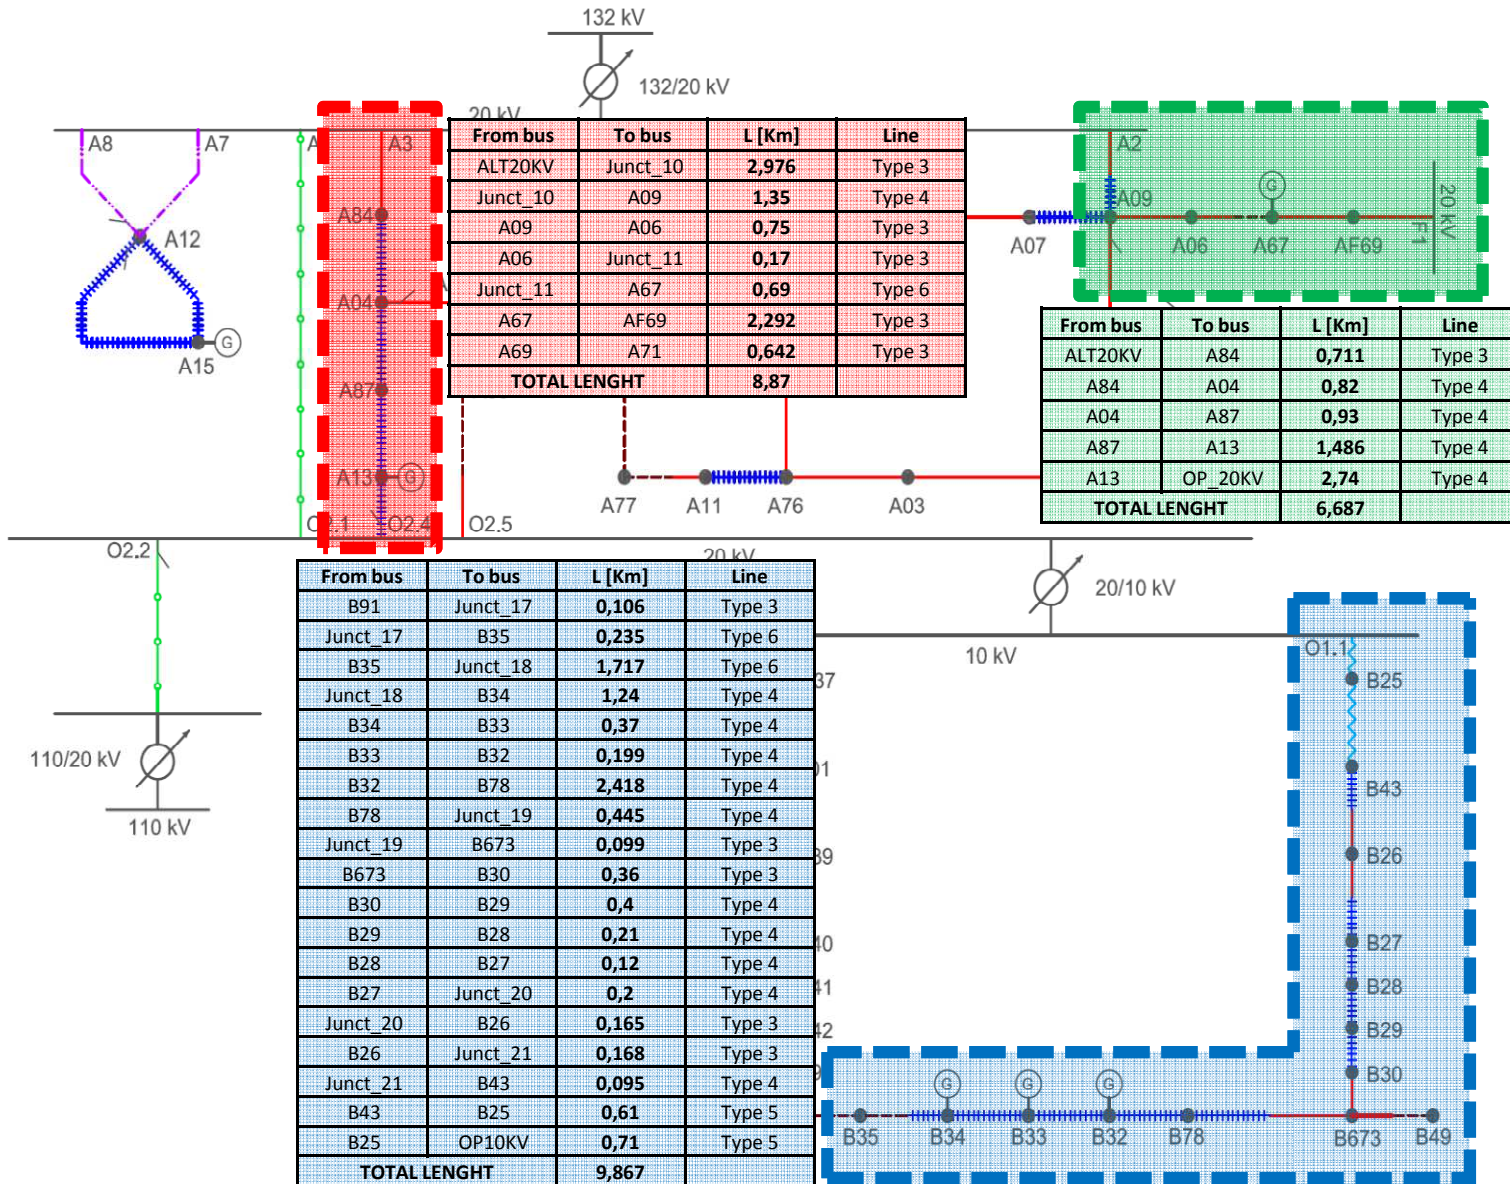 132 kV
132/20 kV
20 kV
A8
A7
A3
A2
A12
A15
G
A84
A04
A87
A13
G
O2.4
O2.5
O2.2
From bus To bus L [Km] Line
ALT20KV Junct_10 2,976 Type 3
Junct_10 A09 1,35 Type 4
A09 A06 0,75 Type 3
A06 Junct_11 0,17 Type 3
Junct_11 A67 0,69 Type 6
A67 AF69 2,292 Type 3
A69 A71 0,642 Type 3
TOTAL LENGHT 8,87
A09
A07
A06
G
A67
AF69
F1
20 kV
From bus To bus L [Km] Line
ALT20KV A84 0,711 Type 3
A84 A04 0,82 Type 4
A04 A87 0,93 Type 4
A87 A13 1,486 Type 4
A13 OP_20KV 2,74 Type 4
TOTAL LENGHT 6,687
A77
A11
A76
A03
20 kV
20/10 kV
10 kV
110/20 kV
110 kV
From bus To bus L [Km] Line
B91 Junct_17 0,106 Type 3
Junct_17 B35 0,235 Type 6
B35 Junct_18 1,717 Type 6
Junct_18 B34 1,24 Type 4
B34 B33 0,37 Type 4
B33 B32 0,199 Type 4
B32 B78 2,418 Type 4
B78 Junct_19 0,445 Type 4
Junct_19 B673 0,099 Type 3
B673 B30 0,36 Type 3
B30 B29 0,4 Type 4
B29 B28 0,21 Type 4
B28 B27 0,12 Type 4
B27 Junct_20 0,2 Type 4
Junct_20 B26 0,165 Type 3
B26 Junct_21 0,168 Type 3
Junct_21 B43 0,095 Type 4
B43 B25 0,61 Type 5
B25 OP10KV 0,71 Type 5
TOTAL LENGHT 9,867
37
39
40
41
42
O1.1
B25
B43
B26
B27
B28
B29
B30
G
G
G
B35
B34
B33
B32
B78
B673
B49